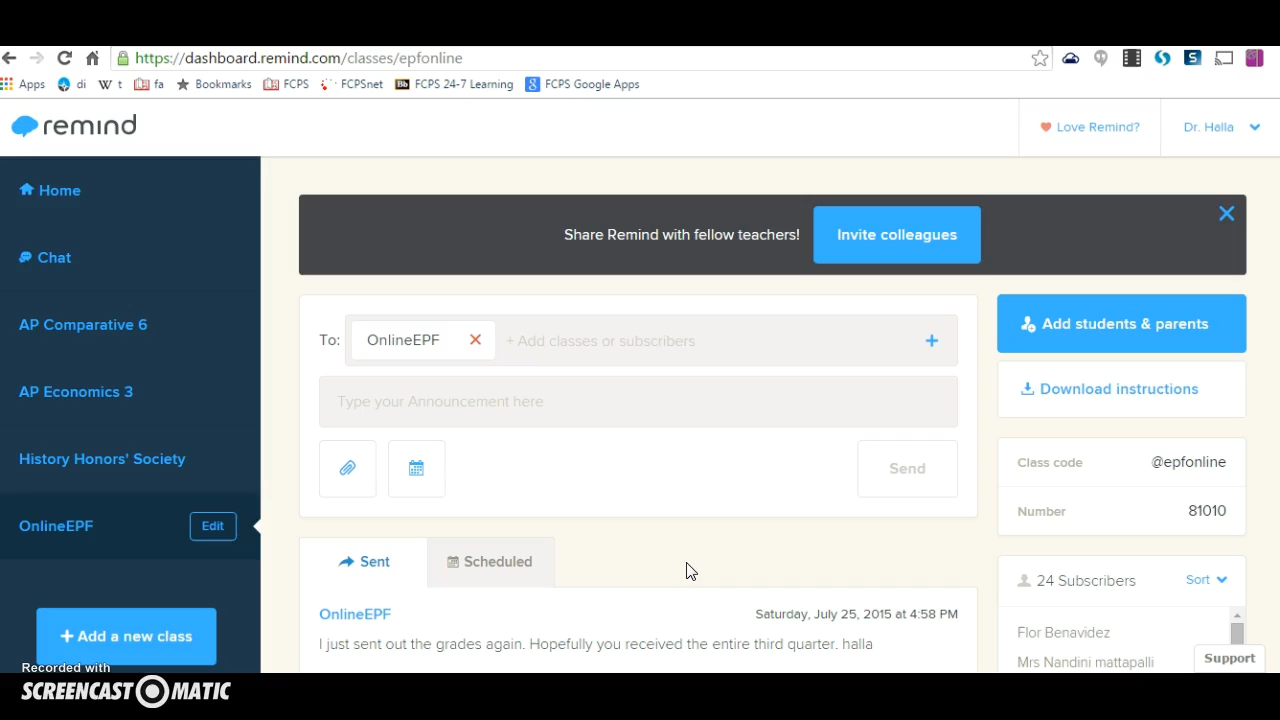 https://dashboard.remind.com/classes/epfonline
Apps di W t fa Bookmarks FCPS FCPSnet Bb FCPS 24-7 Learning 8 FCPS Google Apps
remind
Love Remind?
Dr. Halla
Home
Chat
AP Comparative 6
AP Economics 3
History Honors' Society
OnlineEPF Edit
+ Add a new class
Share Remind with fellow teachers! Invite colleagues
To: OnlineEPF × + Add classes or subscribers +
Type your Announcement here
Send
Sent
Scheduled
OnlineEPF Saturday, July 25, 2015 at 4:58 PM
I just sent out the grades again. Hopefully you received the entire third quarter. halla
Add students & parents
Download instructions
Class code @epfonline
Number 81010
24 Subscribers Sort
Flor Benavidez
Mrs Nandini mattapalli
Support
Recorded with
SCREENCAST-O-MATIC